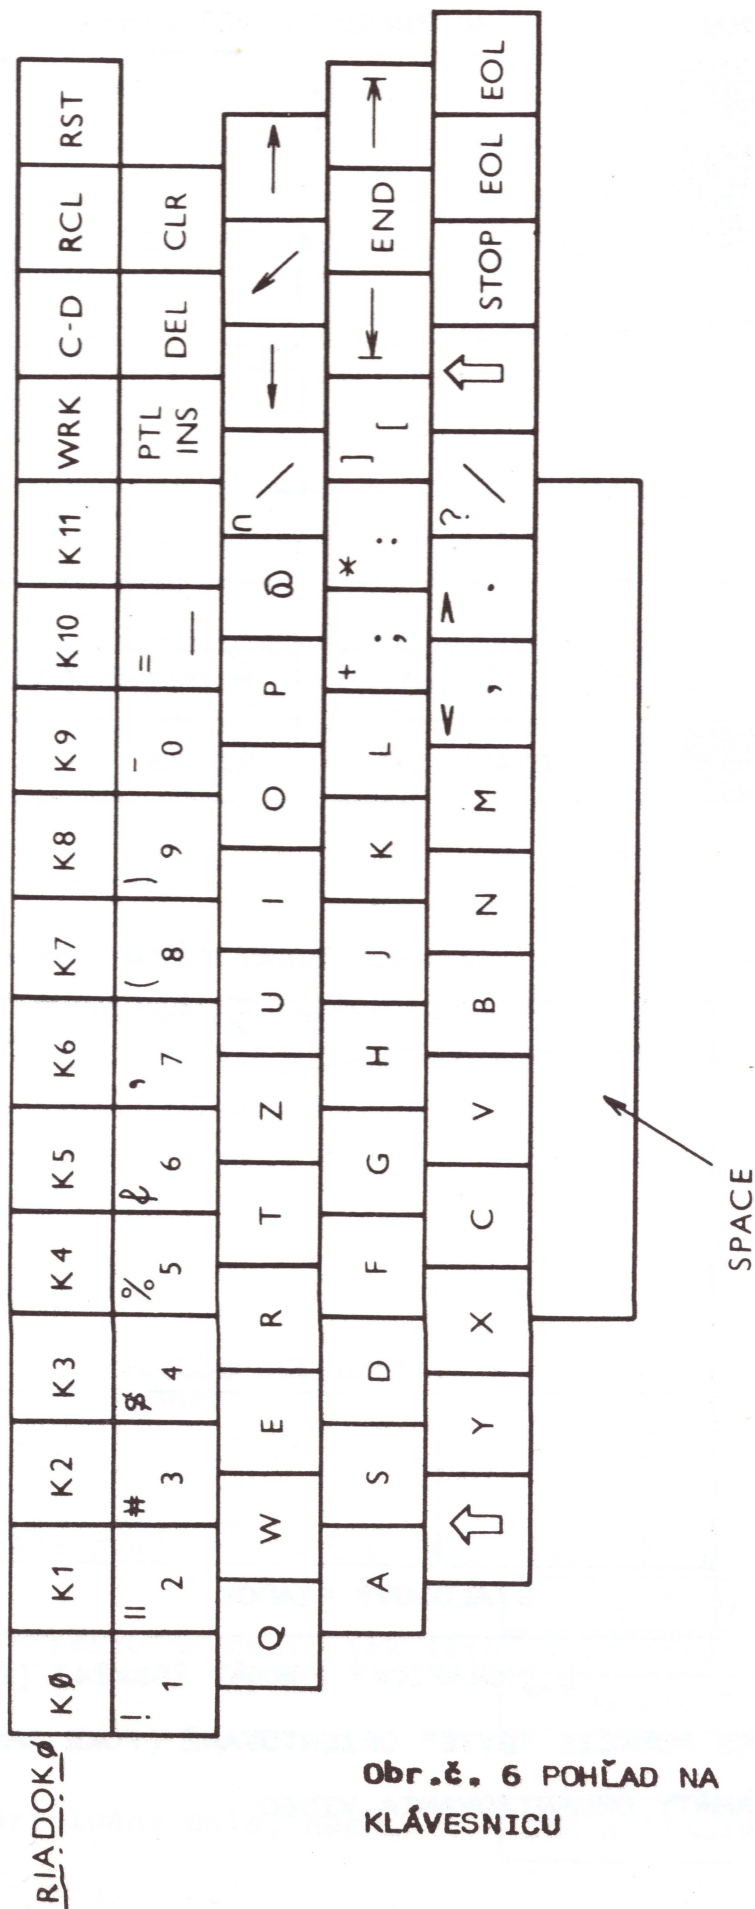 RIADOK Ø
KØ K1 K2 K3 K4 K5 K6 K7 K8 K9 K10 K11 WRK C-D RCL RST
! 1 " 2 # 3 $ 4 % 5 & 6 ' 7 ( 8 ) 9 - 0 = — PTL INS DEL CLR
Q W E R T Z U I O P @ ∩ \ ← ↙ →
A S D F G H J K L + ; * : ] [ |← END →|
⇧ Y X C V B N M < , > . ? / ⇧ STOP EOL EOL
SPACE
Obr.č. 6 POHĽAD NA
KLÁVESNICU